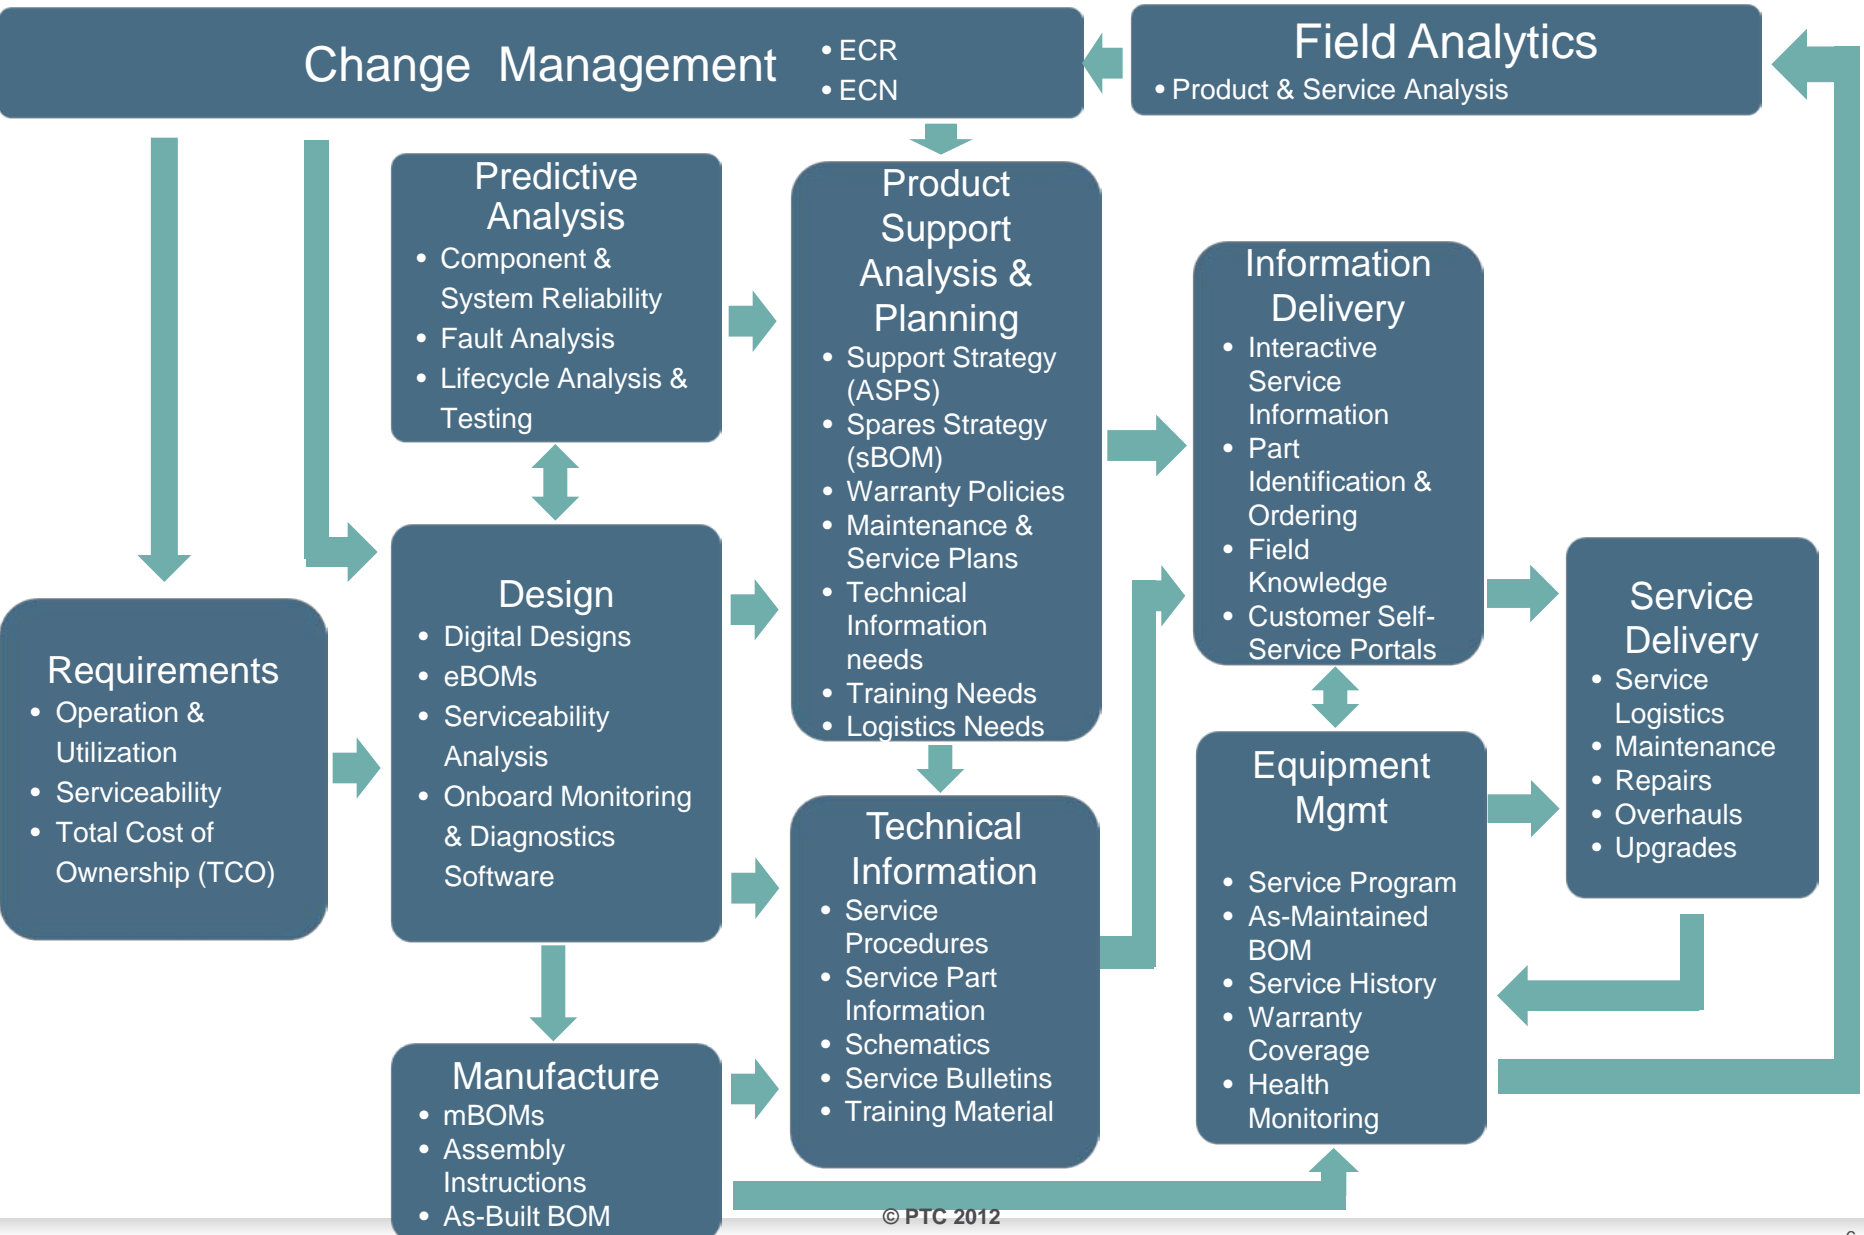 Change Management
• ECR
• ECN
Field Analytics
• Product & Service Analysis
Predictive
Analysis
• Component &
System Reliability
• Fault Analysis
• Lifecycle Analysis &
Testing
Product
Support
Analysis &
Planning
• Support Strategy
(ASPS)
• Spares Strategy
(sBOM)
• Warranty Policies
• Maintenance &
Service Plans
• Technical
Information
needs
• Training Needs
• Logistics Needs
Information
Delivery
• Interactive
Service
Information
• Part
Identification &
Ordering
• Field
Knowledge
• Customer Self-
Service Portals
Service
Delivery
• Service
Logistics
• Maintenance
• Repairs
• Overhauls
• Upgrades
Requirements
• Operation &
Utilization
• Serviceability
• Total Cost of
Ownership (TCO)
Design
• Digital Designs
• eBOMs
• Serviceability
Analysis
• Onboard Monitoring
& Diagnostics
Software
Technical
Information
• Service
Procedures
• Service Part
Information
• Schematics
• Service Bulletins
• Training Material
Equipment
Mgmt
• Service Program
• As-Maintained
BOM
• Service History
• Warranty
Coverage
• Health
Monitoring
Manufacture
• mBOMs
• Assembly
Instructions
• As-Built BOM
© PTC 2012